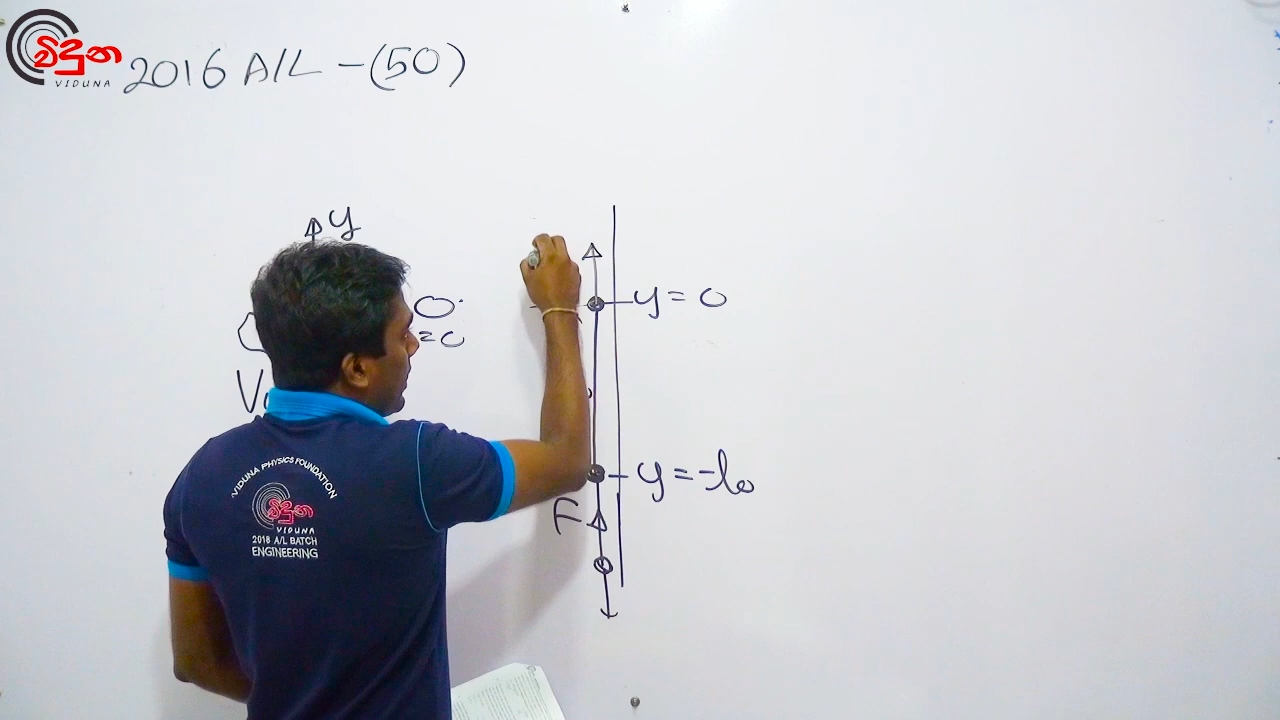 විදුන
VIDUNA
2016 A/L - (50)
y
O
= 0
y = 0
y = -l₀
F
VIDUNA PHYSICS FOUNDATION
විදුන
VIDUNA
2018 A/L BATCH
ENGINEERING